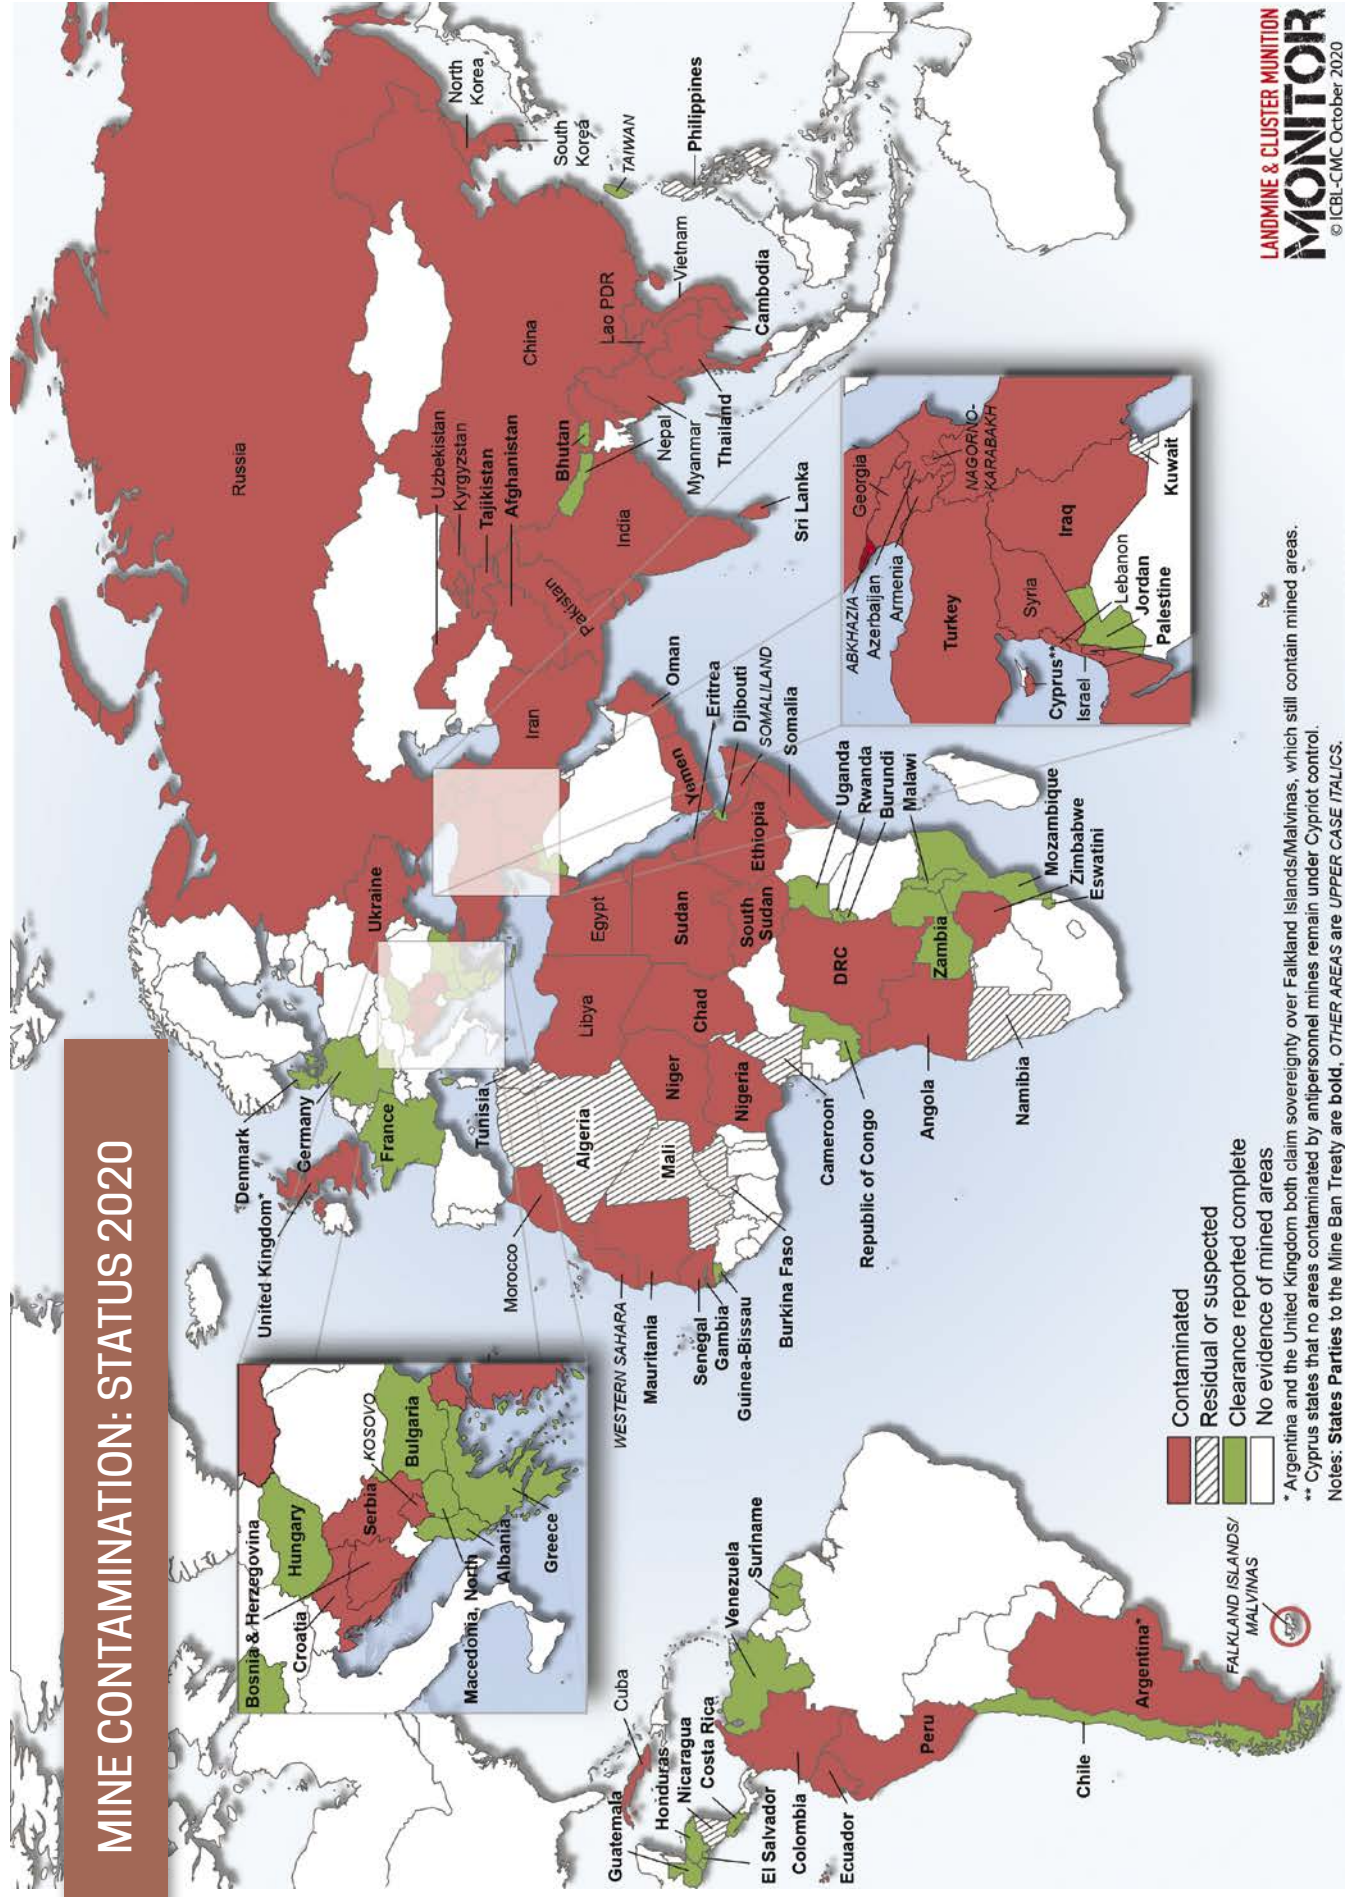 MINE CONTAMINATION: STATUS 2020
Bosnia & Herzegovina
Croatia
Hungary
Serbia
KOSOVO
Bulgaria
Macedonia, North
Albania
Greece
United Kingdom*
Denmark
Germany
France
Ukraine
Russia
Uzbekistan
Kyrgyzstan
Tajikistan
Afghanistan
China
North
Korea
South
Korea
TAIWAN
Philippines
Bhutan
Nepal
Myanmar
Thailand
Lao PDR
Vietnam
Cambodia
India
Sri Lanka
Pakistan
Iran
Oman
Yemen
Eritrea
Djibouti
SOMALILAND
Somalia
Ethiopia
Uganda
Rwanda
Burundi
Malawi
Mozambique
Zimbabwe
Eswatini
Zambia
DRC
South
Sudan
Sudan
Egypt
Libya
Chad
Niger
Nigeria
Tunisia
Algeria
Mali
Morocco
WESTERN SAHARA
Mauritania
Senegal
Gambia
Guinea-Bissau
Burkina Faso
Cameroon
Republic of Congo
Angola
Namibia
Cuba
Guatemala
Honduras
Nicaragua
Costa Rica
El Salvador
Colombia
Ecuador
Venezuela
Suriname
Peru
Chile
Argentina*
FALKLAND ISLANDS/
MALVINAS
ABKHAZIA
Azerbaijan
Armenia
Georgia
NAGORNO-
KARABAKH
Turkey
Syria
Iraq
Cyprus**
Israel
Lebanon
Jordan
Palestine
Kuwait
Contaminated
Residual or suspected
Clearance reported complete
No evidence of mined areas
* Argentina and the United Kingdom both claim sovereignty over Falkland Islands/Malvinas, which still contain mined areas.
** Cyprus states that no areas contaminated by antipersonnel mines remain under Cypriot control.
Notes: States Parties to the Mine Ban Treaty are bold, OTHER AREAS are UPPER CASE ITALICS.
LANDMINE & CLUSTER MUNITION
MONITOR
© ICBL-CMC October 2020